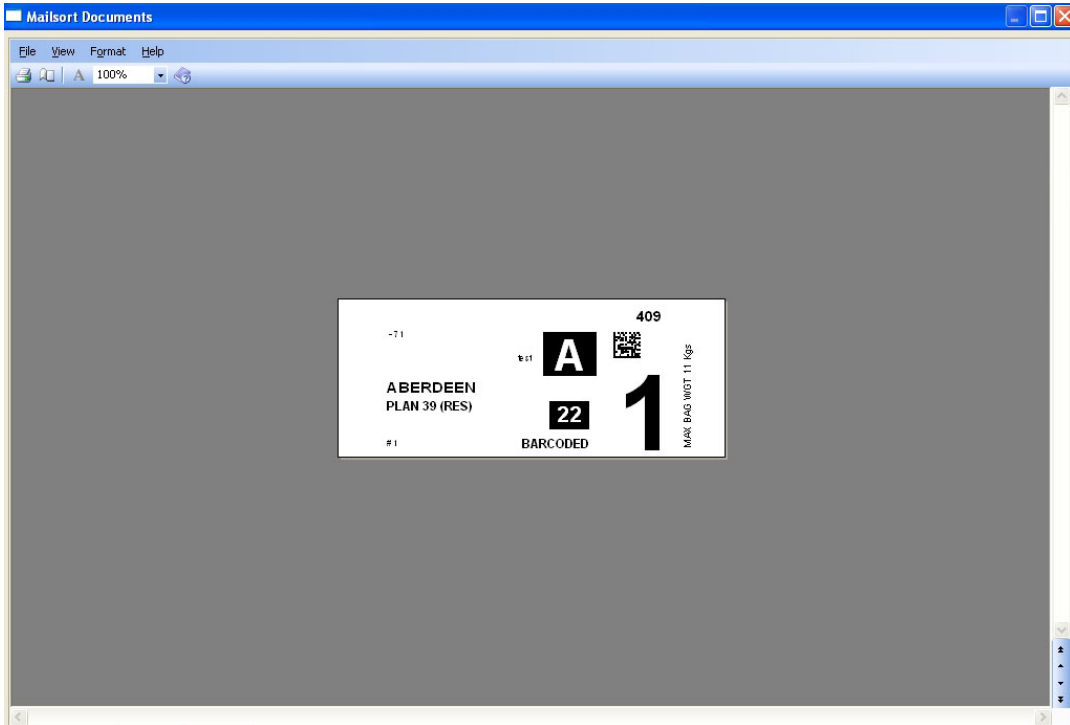 Mailsort Documents
File View Format Help
A 100%
409
-71
test A
ABERDEEN
PLAN 39 (RES)
22
1
MAX BAG WGT 11 Kgs
#1
BARCODED